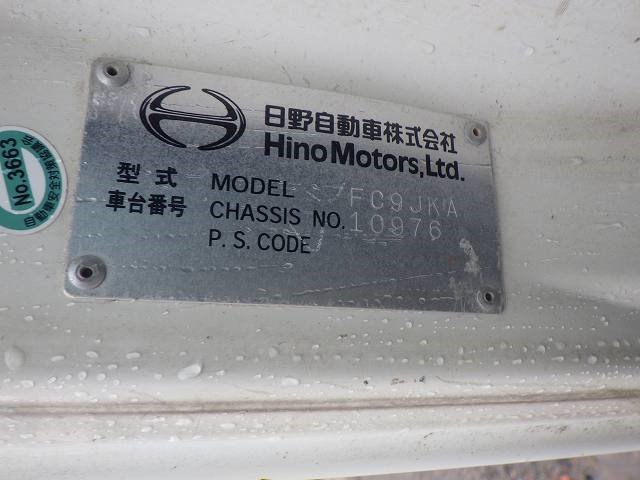 日野自動車株式会社
Hino Motors, Ltd.
型式 MODEL FC9JKA
車台番号 CHASSIS NO. 10976
P. S. CODE
No.3663